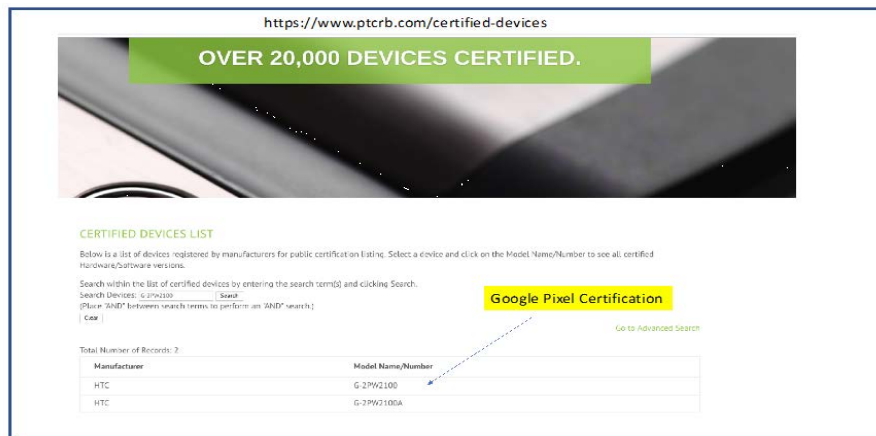 https://www.ptcrb.com/certified-devices
OVER 20,000 DEVICES CERTIFIED.
CERTIFIED DEVICES LIST
Below is a list of devices registered by manufacturers for public certification listing. Select a device and click on the Model Name/Number to see all certified
Hardware/Software versions.
Search within the list of certified devices by entering the search term(s) and clicking Search.
Search Devices: G-2PW2100 Search
(Place "AND" between search terms to perform an "AND" search.)
Clear
Google Pixel Certification
Go to Advanced Search
Total Number of Records: 2
Manufacturer Model Name/Number
HTC G-2PW2100
HTC G-2PW2100A